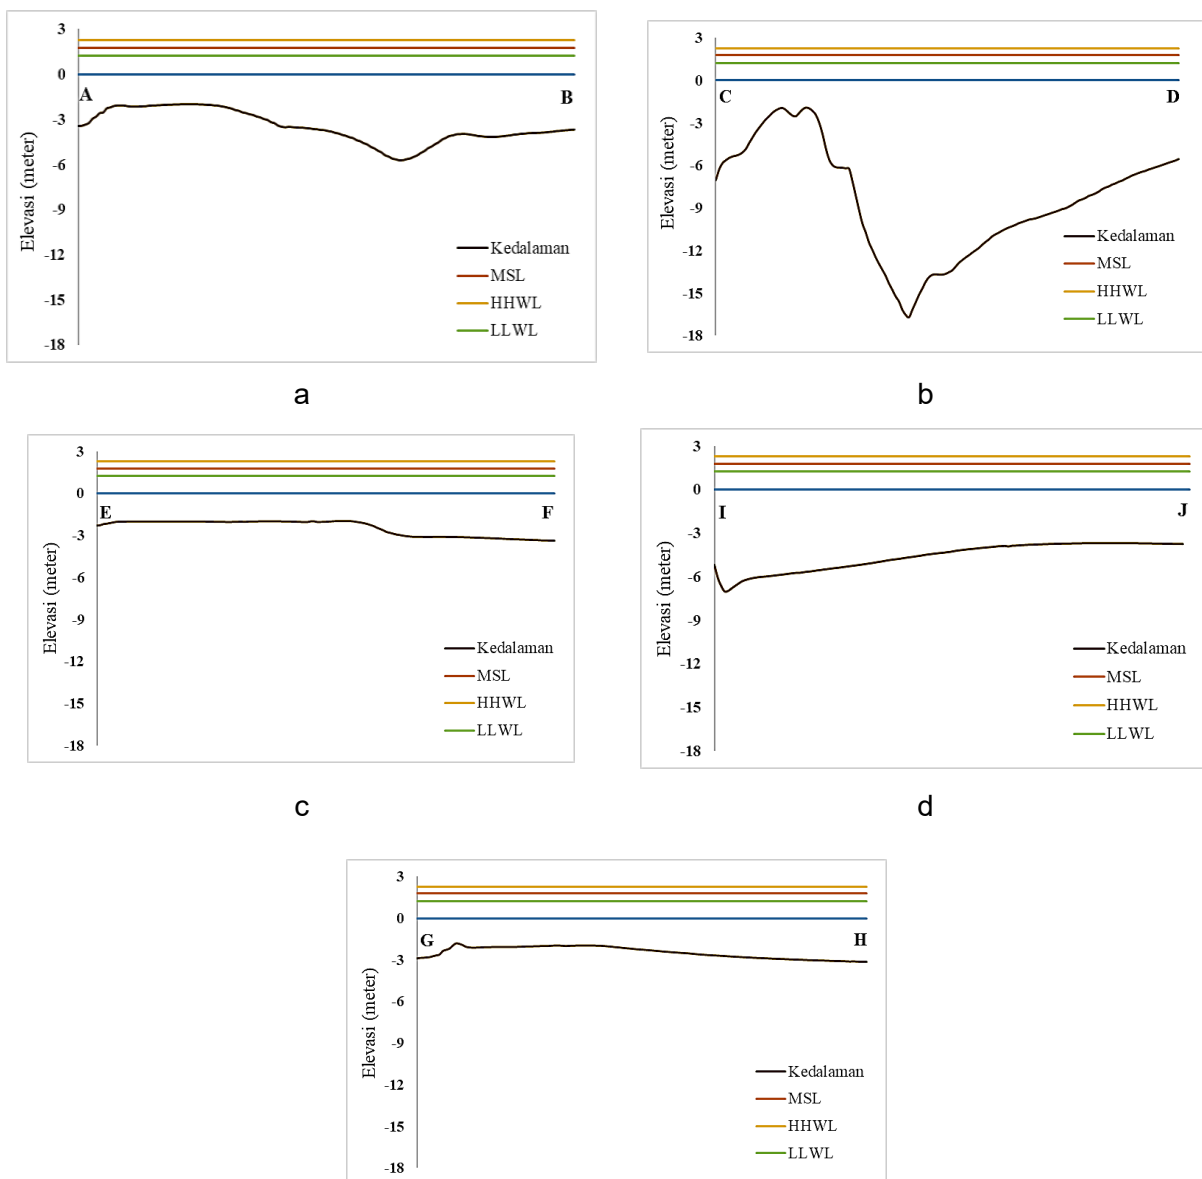 3
0
-3
-6
-9
-12
-15
-18
Elevasi (meter)
A
B
Kedalaman
MSL
HHWL
LLWL
a
3
0
-3
-6
-9
-12
-15
-18
Elevasi (meter)
C
D
Kedalaman
MSL
HHWL
LLWL
b
3
0
-3
-6
-9
-12
-15
-18
Elevasi (meter)
E
F
Kedalaman
MSL
HHWL
LLWL
c
3
0
-3
-6
-9
-12
-15
-18
Elevasi (meter)
I
J
Kedalaman
MSL
HHWL
LLWL
d
3
0
-3
-6
-9
-12
-15
-18
Elevasi (meter)
G
H
Kedalaman
MSL
HHWL
LLWL